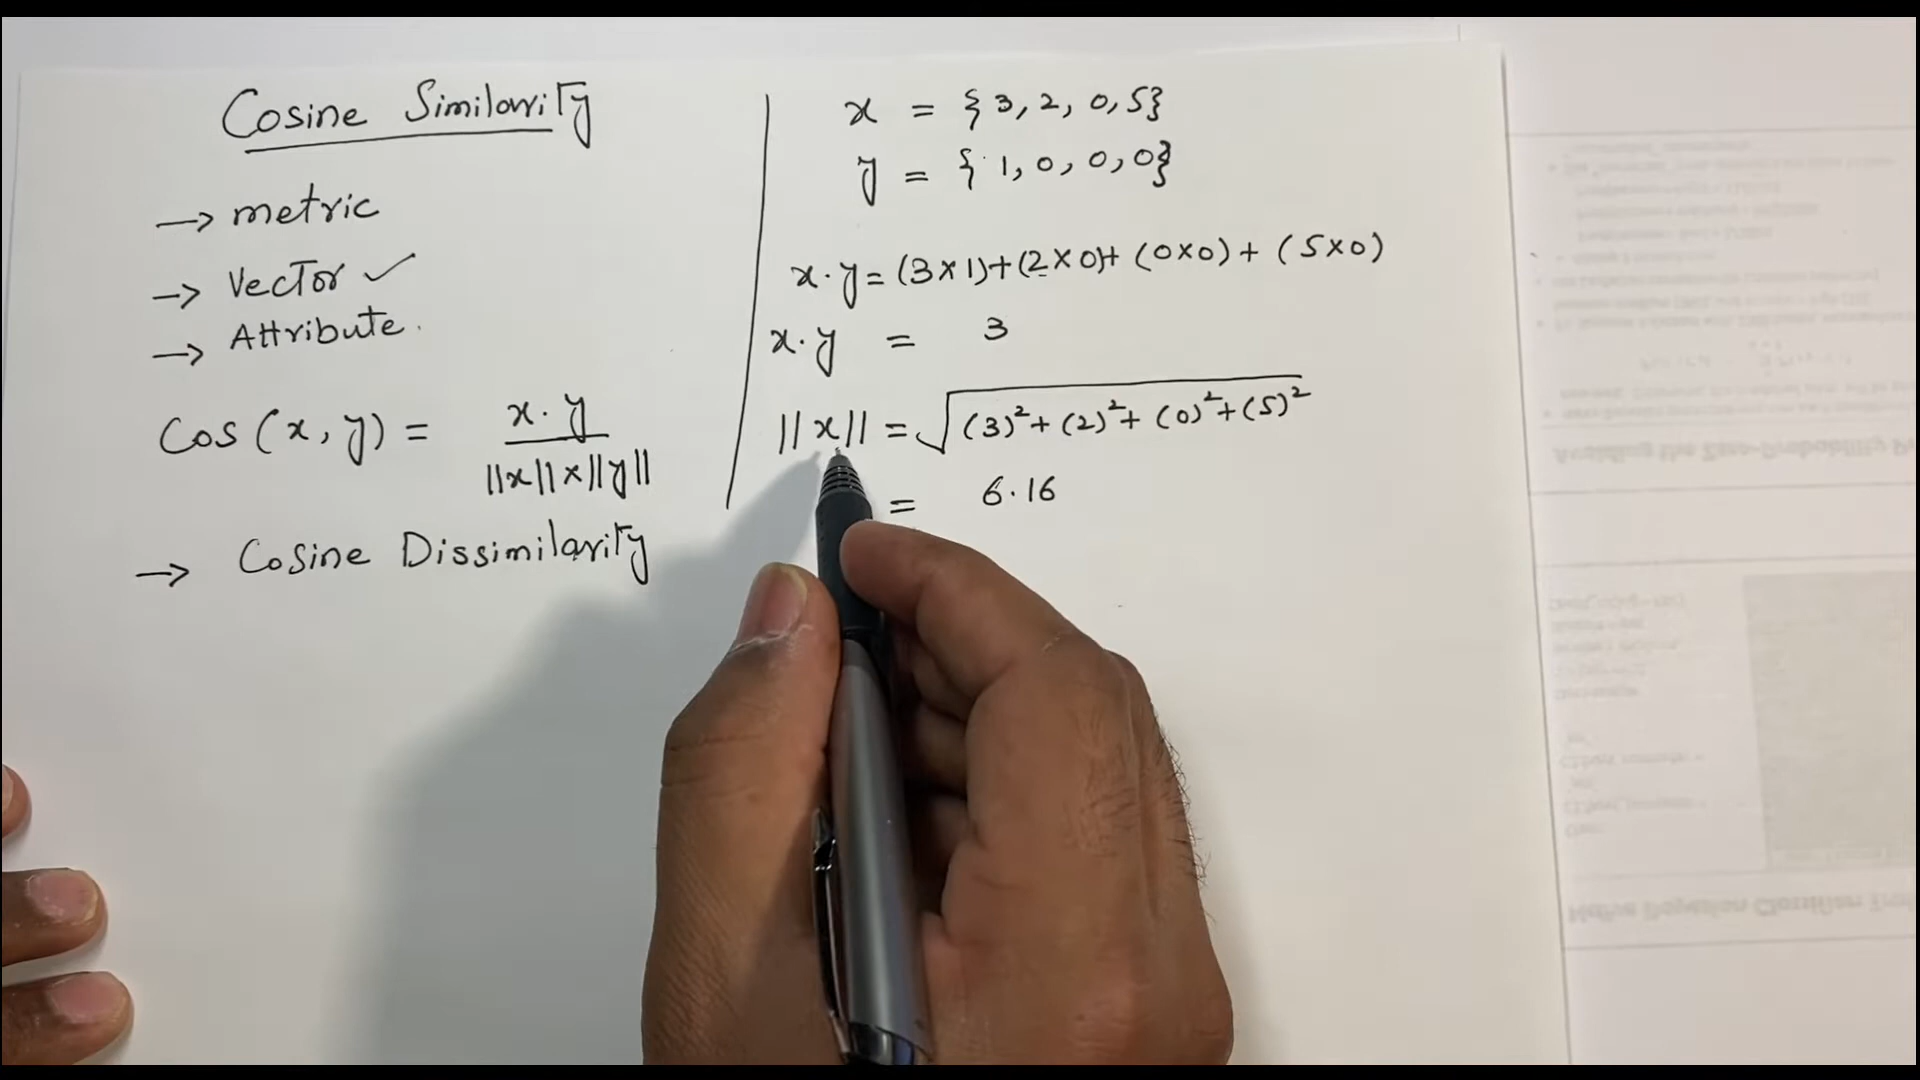 Cosine Similarity
→ metric
→ Vector ✓
→ Attribute.
Cos (x, y) = x · y / ||x|| x ||y||
→ Cosine Dissimilarity
x = {3, 2, 0, 5}
y = {1, 0, 0, 0}
x · y = (3 x 1) + (2 x 0) + (0 x 0) + (5 x 0)
x · y = 3
||x|| = √(3)² + (2)² + (0)² + (5)²
= 6.16